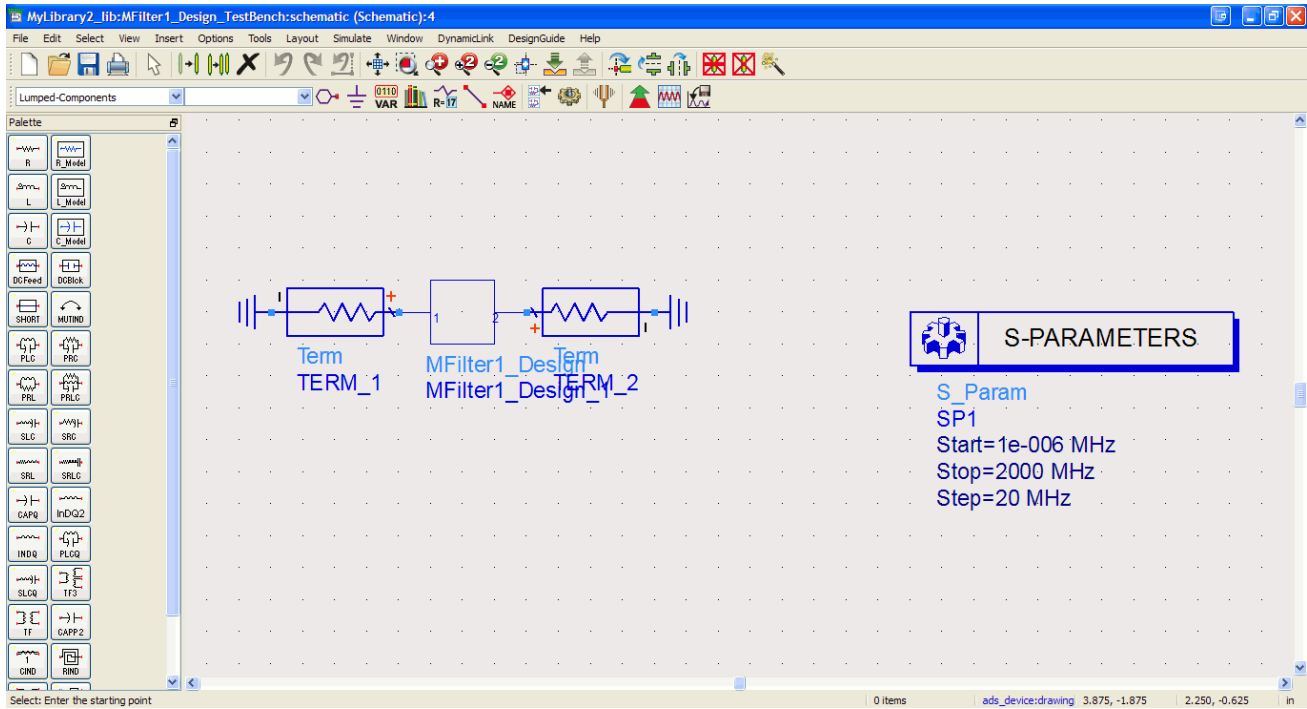 MyLibrary2_lib:MFilter1_Design_TestBench:schematic (Schematic):4
File Edit Select View Insert Options Tools Layout Simulate Window DynamicLink DesignGuide Help
Lumped-Components
0110
VAR
R=17
NAME
Palette
R R_Model
L L_Model
C C_Model
DCFeed DCBlck
SHORT MUTIND
PLC PRC
PRL PRLC
SLC SRC
SRL SRLC
CAPQ InDQ2
INDQ PLCQ
SLCQ TF3
TF CAPP2
CIND RIND
1 2
Term
TERM_1
MFilter1_Design
MFilter1_Design_1
Term
TERM_2
S-PARAMETERS
S_Param
SP1
Start=1e-006 MHz
Stop=2000 MHz
Step=20 MHz
Select: Enter the starting point
0 items
ads_device:drawing 3.875, -1.875 2.250, -0.625 in